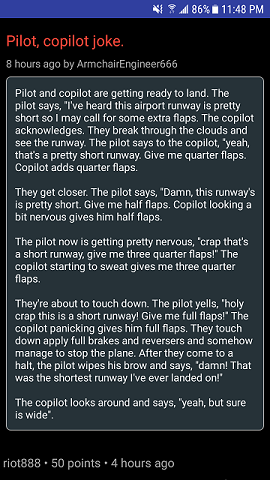 86% 11:48 PM
Pilot, copilot joke.
8 hours ago by ArmchairEngineer666
Pilot and copilot are getting ready to land. The
pilot says, "I've heard this airport runway is pretty
short so I may call for some extra flaps. The copilot
acknowledges. They break through the clouds and
see the runway. The pilot says to the copilot, "yeah,
that's a pretty short runway. Give me quarter flaps.
Copilot adds quarter flaps.
They get closer. The pilot says, "Damn, this runway's
is pretty short. Give me half flaps. Copilot looking a
bit nervous gives him half flaps.
The pilot now is getting pretty nervous, "crap that's
a short runway, give me three quarter flaps!" The
copilot starting to sweat gives me three quarter
flaps.
They're about to touch down. The pilot yells, "holy
crap this is a short runway! Give me full flaps!" The
copilot panicking gives him full flaps. They touch
down apply full brakes and reversers and somehow
manage to stop the plane. After they come to a
halt, the pilot wipes his brow and says, "damn! That
was the shortest runway I've ever landed on!"
The copilot looks around and says, "yeah, but sure
is wide".
riot888 • 50 points • 4 hours ago